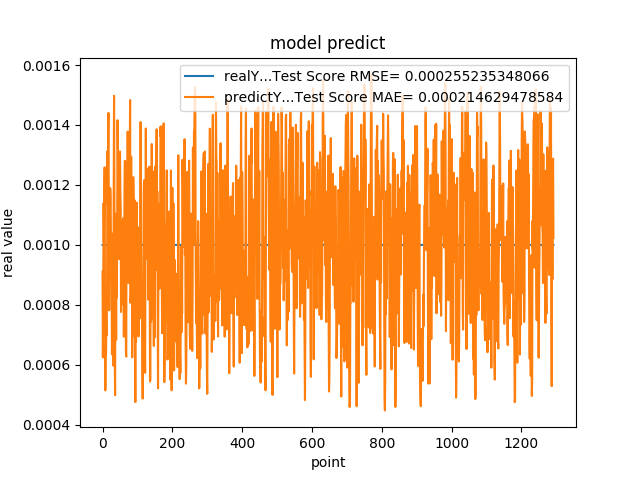 model predict
realY...Test Score RMSE= 0.000255235348066
predictY...Test Score MAE= 0.000214629478584
0.0016
0.0014
0.0012
0.0010
0.0008
0.0006
0.0004
real value
0 200 400 600 800 1000 1200
point